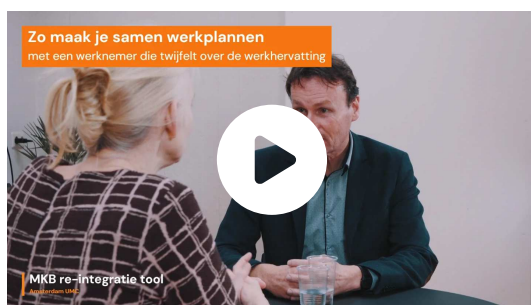 Zo maak je samen werkplannen
met een werknemer die twijfelt over de werkhervatting
MKB re-integratie tool
Amsterdam UMC